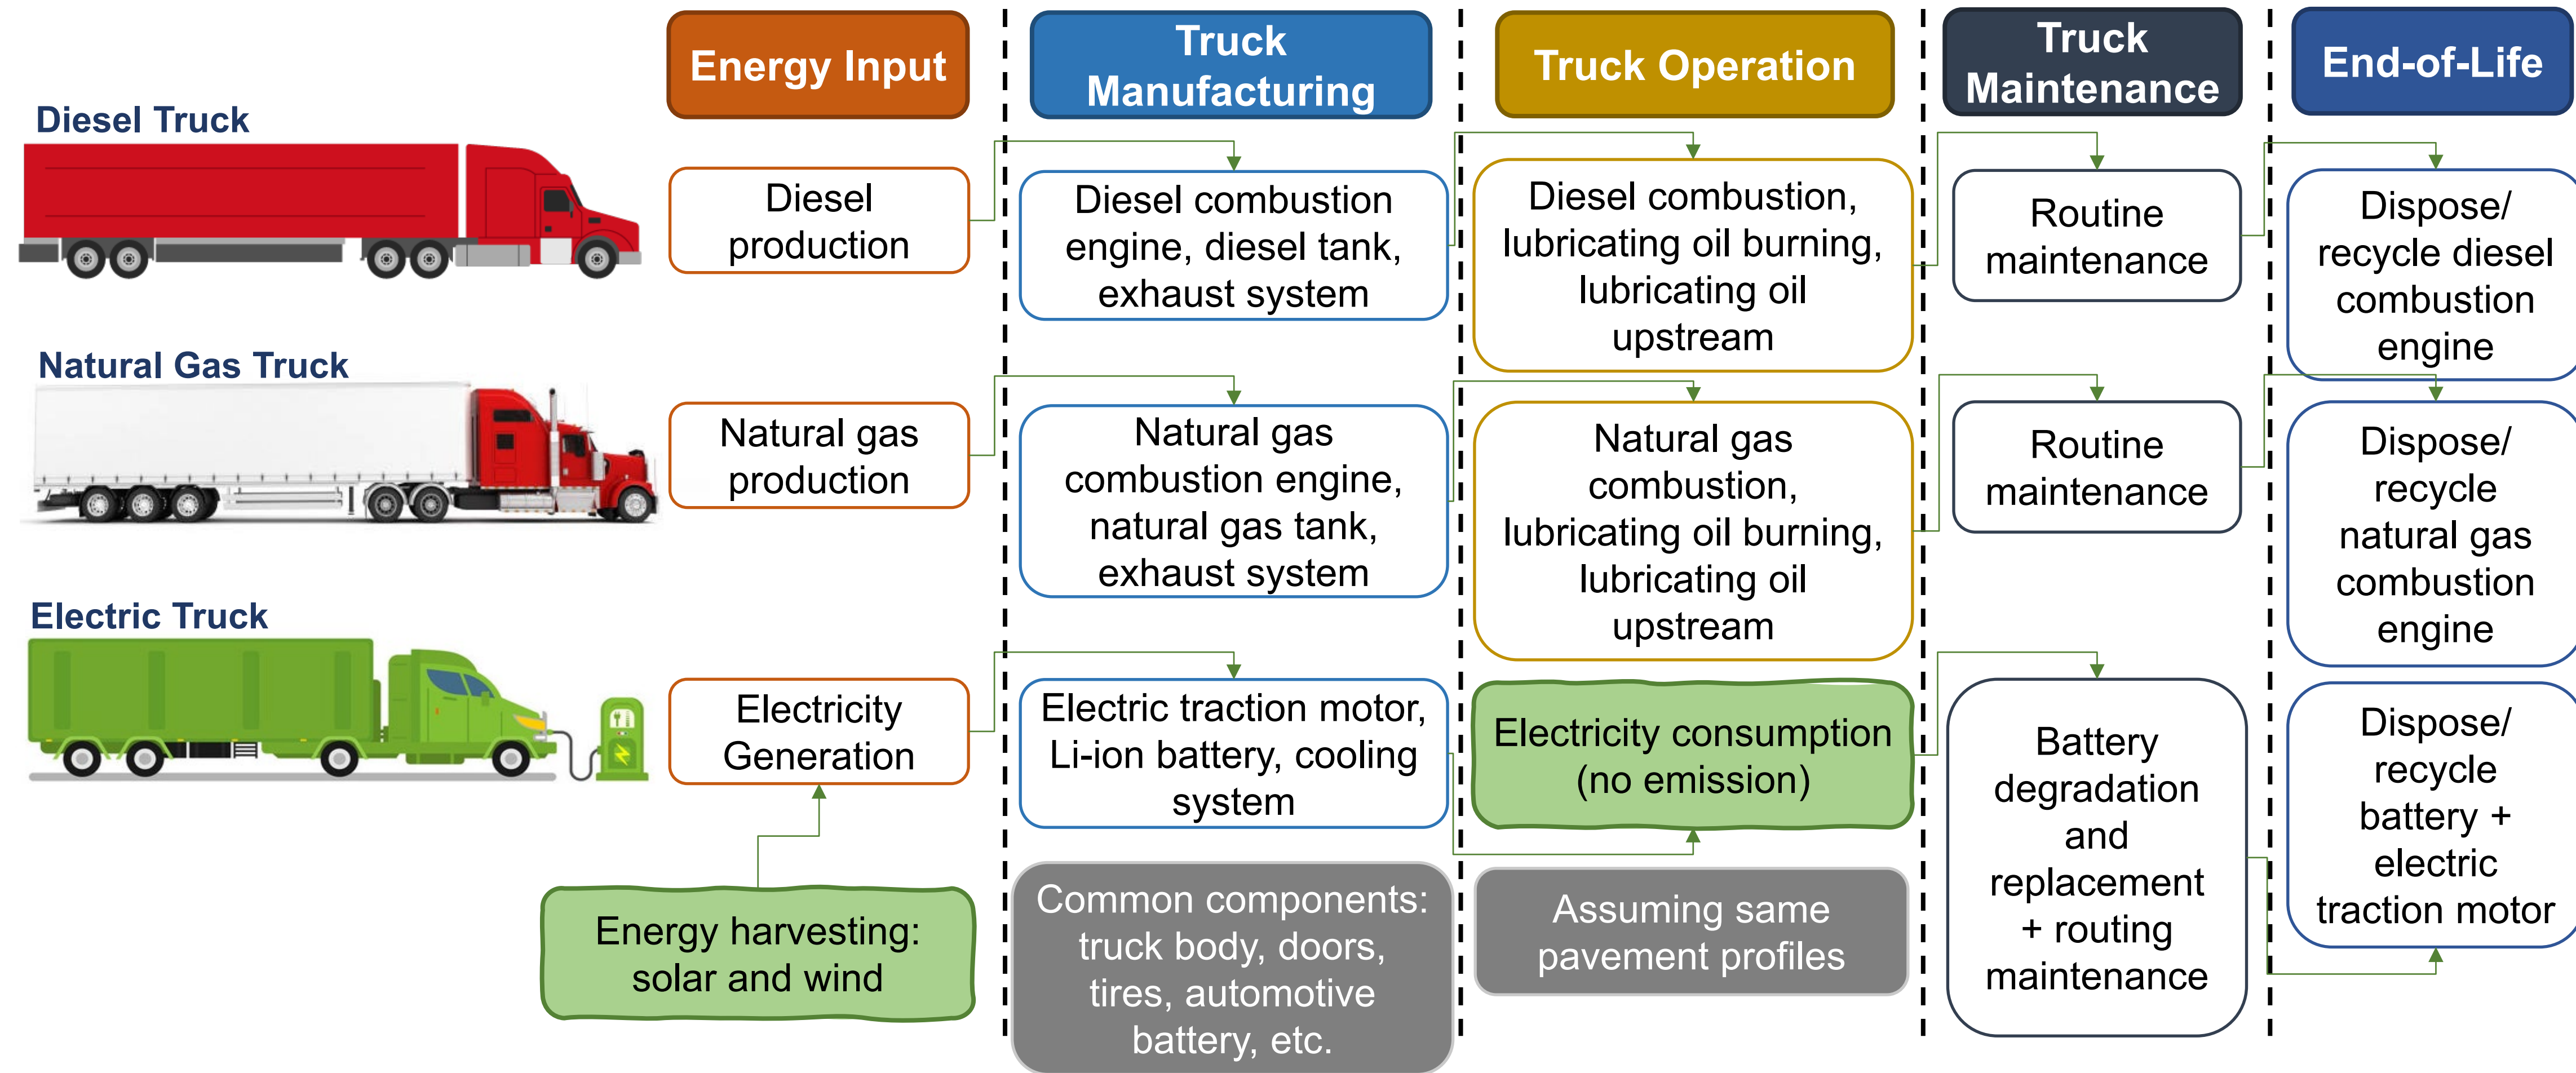 Energy Input
Truck
Manufacturing
Truck Operation
Truck
Maintenance
End-of-Life
Diesel Truck
Diesel
production
Diesel combustion
engine, diesel tank,
exhaust system
Diesel combustion,
lubricating oil burning,
lubricating oil
upstream
Routine
maintenance
Dispose/
recycle diesel
combustion
engine
Natural Gas Truck
Natural gas
production
Natural gas
combustion engine,
natural gas tank,
exhaust system
Natural gas
combustion,
lubricating oil burning,
lubricating oil
upstream
Routine
maintenance
Dispose/
recycle
natural gas
combustion
engine
Electric Truck
Electricity
Generation
Electric traction motor,
Li-ion battery, cooling
system
Electricity consumption
(no emission)
Battery
degradation
and
replacement
+ routing
maintenance
Dispose/
recycle
battery +
electric
traction motor
Energy harvesting:
solar and wind
Common components:
truck body, doors,
tires, automotive
battery, etc.
Assuming same
pavement profiles